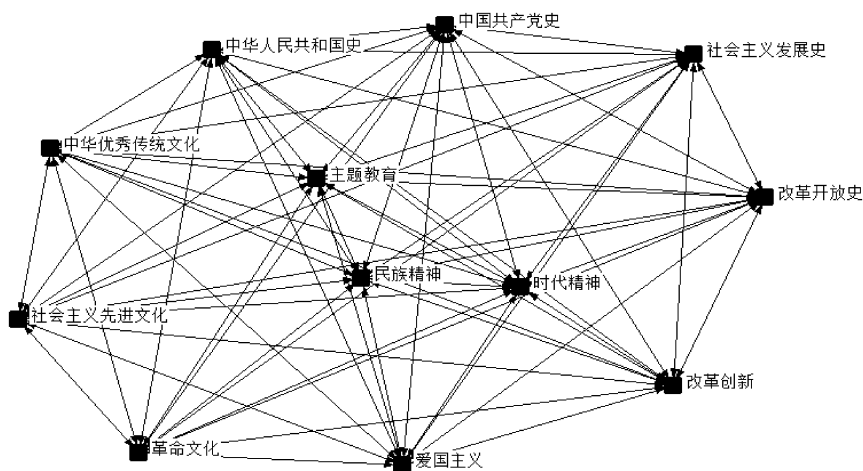 中国共产党史
中华人民共和国史
社会主义发展史
中华优秀传统文化
主题教育
改革开放史
民族精神
时代精神
社会主义先进文化
改革创新
革命文化
爱国主义